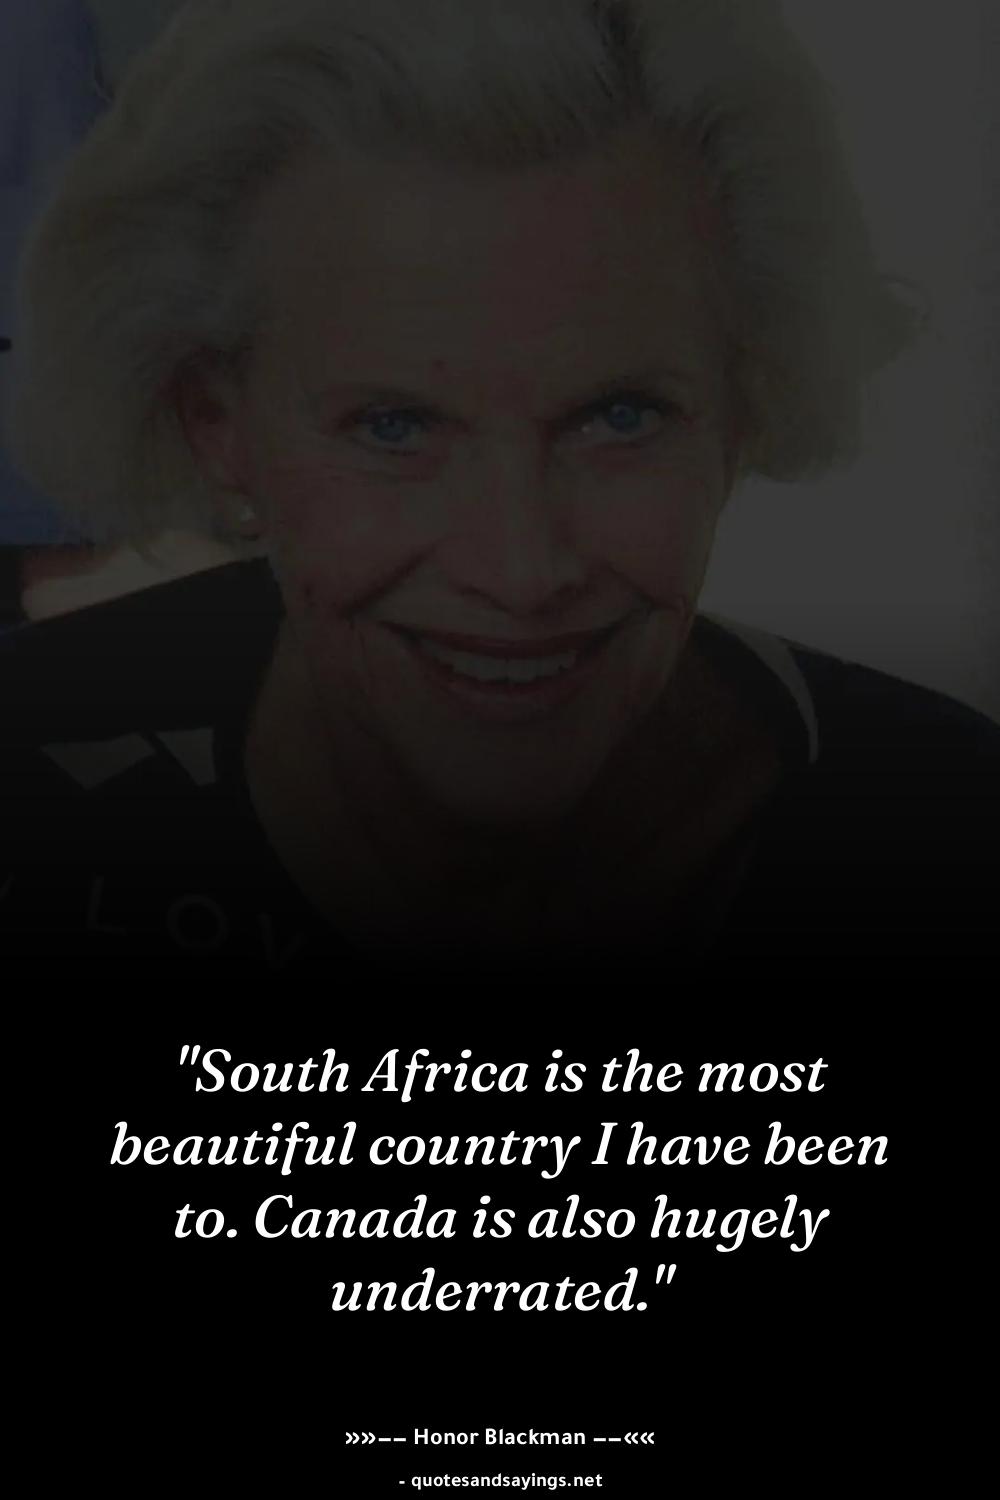 LOV
"South Africa is the most
beautiful country I have been
to. Canada is also hugely
underrated."
»»−− Honor Blackman −−««
- quotesandsayings.net